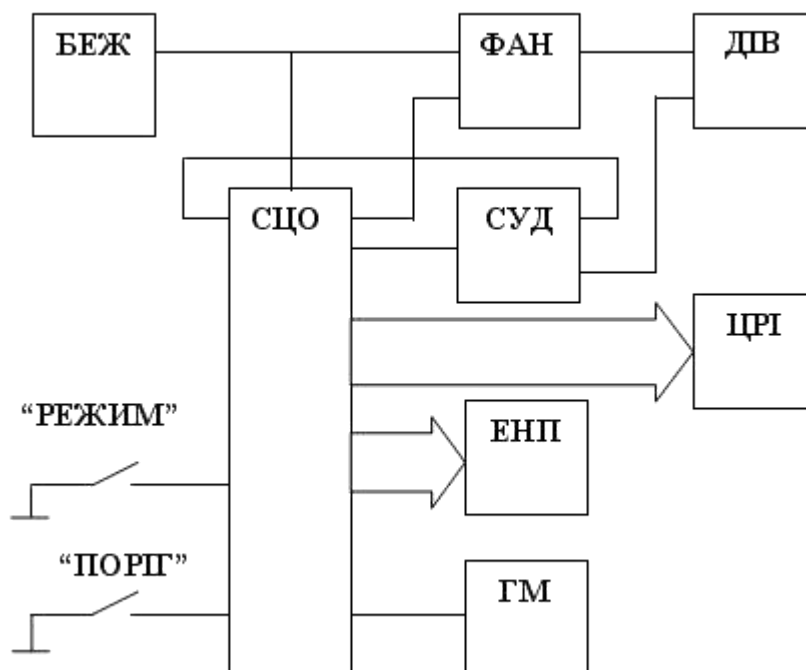 БЕЖ
ФАН
ДІВ
СЦО
СУД
ЦРІ
“РЕЖИМ”
ЕНП
“ПОРІГ”
ГМ